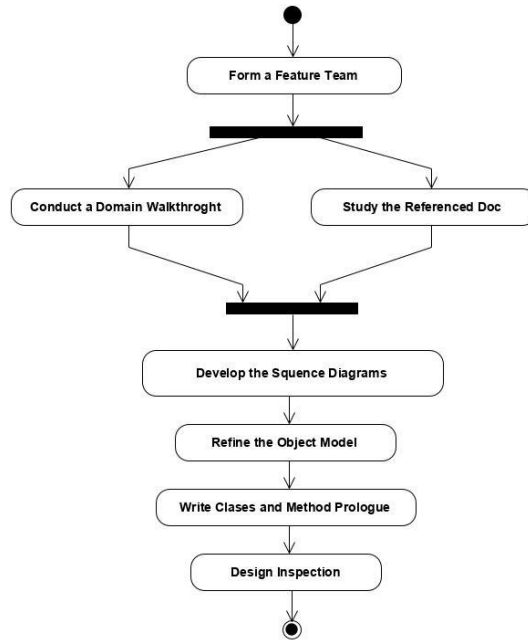 Form a Feature Team
Conduct a Domain Walkthroght
Study the Referenced Doc
Develop the Squence Diagrams
Refine the Object Model
Write Clases and Method Prologue
Design Inspection